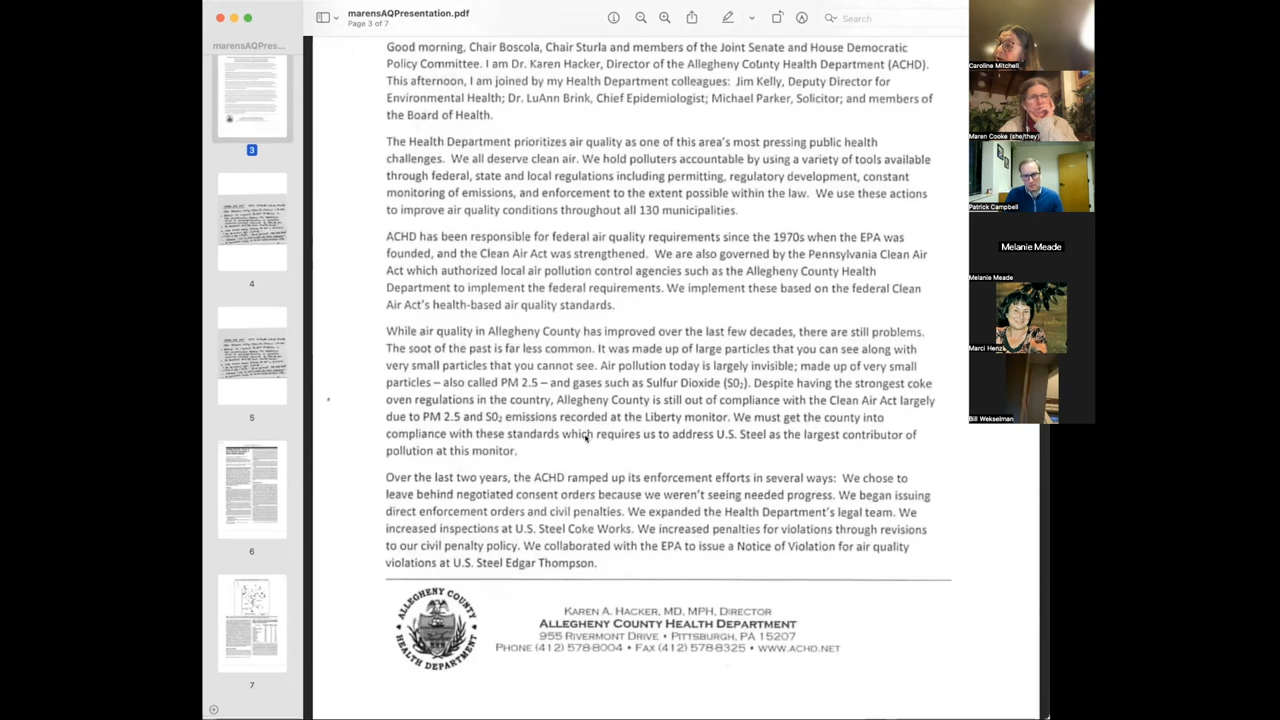 marensAQPresentation.pdf
Page 3 of 7
Search
marensAQPres...
3
4
5
6
7
Good morning, Chair Boscola, Chair Sturla and members of the Joint Senate and House Democratic
Policy Committee. I am Dr. Karen Hacker, Director of the Allegheny County Health Department (ACHD).
This afternoon, I am joined by my Health Department colleagues: Jim Kelly, Deputy Director for
Environmental Health; Dr. LuAnn Brink, Chief Epidemiologist; Michael Parker, Solicitor; and members of
the Board of Health.
The Health Department prioritizes air quality as one of this area's most pressing public health
challenges. We all deserve clean air. We hold polluters accountable by using a variety of tools available
through federal, state and local regulations including permitting, regulatory development, constant
monitoring of emissions, and enforcement to the extent possible within the law. We use these actions
to improve air quality conditions throughout all 130 municipalities.
ACHD has been responsible for federal air quality requirements since the 1970s when the EPA was
founded, and the Clean Air Act was strengthened. We are also governed by the Pennsylvania Clean Air
Act which authorized local air pollution control agencies such as the Allegheny County Health
Department to implement the federal requirements. We implement these based on the federal Clean
Air Act's health-based air quality standards.
While air quality in Allegheny County has improved over the last few decades, there are still problems.
The smog of the past was easily seen. It was made up of large particles that you can see along with
very small particles that you cannot see. Air pollution today is largely invisible; made up of very small
particles – also called PM 2.5 – and gases such as Sulfur Dioxide (S0₂). Despite having the strongest coke
oven regulations in the country, Allegheny County is still out of compliance with the Clean Air Act largely
due to PM 2.5 and S0₂ emissions recorded at the Liberty monitor. We must get the county into
compliance with these standards which requires us to address U.S. Steel as the largest contributor of
pollution at this monitor.
Over the last two years, the ACHD ramped up its enforcement efforts in several ways: We chose to
leave behind negotiated consent orders because we weren't seeing needed progress. We began issuing
direct enforcement orders and civil penalties. We expanded the Health Department's legal team. We
increased inspections at U.S. Steel Coke Works. We increased penalties for violations through revisions
to our civil penalty policy. We collaborated with the EPA to issue a Notice of Violation for air quality
violations at U.S. Steel Edgar Thompson.
ALLEGHENY COUNTY
HEALTH DEPARTMENT
KAREN A. HACKER, MD, MPH, DIRECTOR
ALLEGHENY COUNTY HEALTH DEPARTMENT
955 RIVERMONT DRIVE • PITTSBURGH, PA 15207
PHONE (412) 578-8004 • FAX (412) 578-8325 • WWW.ACHD.NET
Caroline Mitchell
Maren Cooke (she/they)
Patrick Campbell
Melanie Meade
Melanie Meade
Marci Henzi
Bill Wekselman